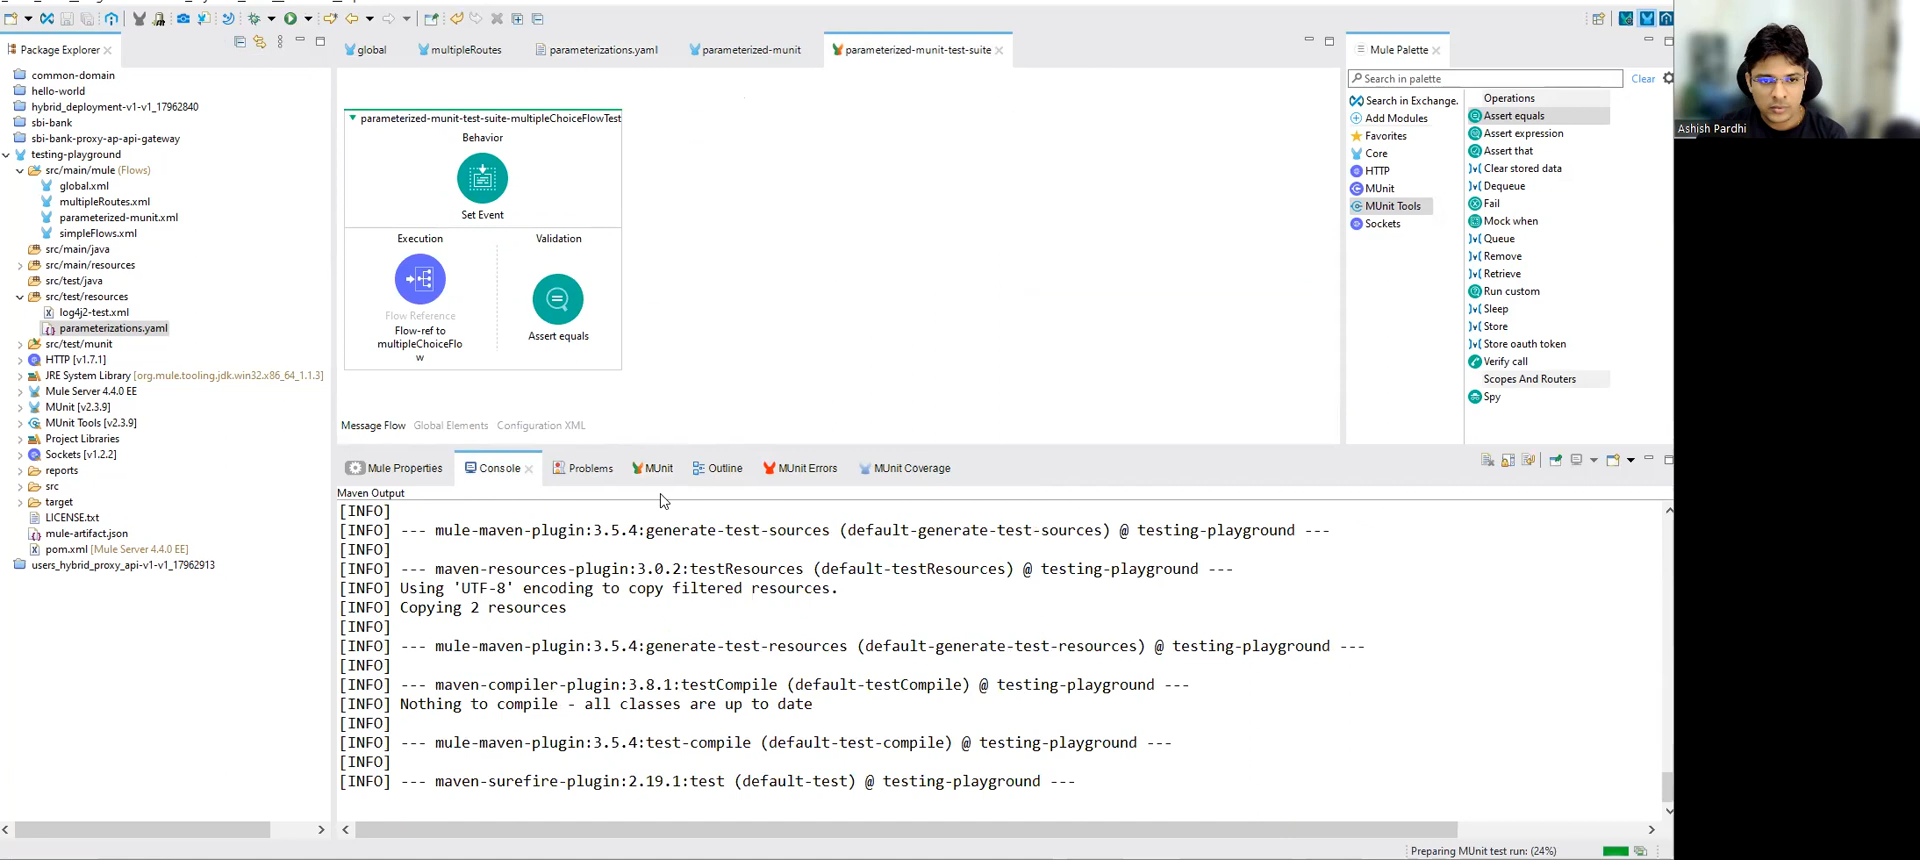 Package Explorer
common-domain
hello-world
hybrid_deployment-v1-v1_17962840
sbi-bank
sbi-bank-proxy-ap-api-gateway
testing-playground
src/main/mule (Flows)
global.xml
multipleRoutes.xml
parameterized-munit.xml
simpleFlows.xml
src/main/java
src/main/resources
src/test/java
src/test/resources
log4j2-test.xml
parameterizations.yaml
src/test/munit
HTTP [v1.7.1]
JRE System Library [org.mule.tooling.jdk.win32.x86_64_1.1.3]
Mule Server 4.4.0 EE
MUnit [v2.3.9]
MUnit Tools [v2.3.9]
Project Libraries
Sockets [v1.2.2]
reports
src
target
LICENSE.txt
mule-artifact.json
pom.xml [Mule Server 4.4.0 EE]
users_hybrid_proxy_api-v1-v1_17962913
global
multipleRoutes
parameterizations.yaml
parameterized-munit
parameterized-munit-test-suite
parameterized-munit-test-suite-multipleChoiceFlowTest
Behavior
Set Event
Execution
Validation
Flow Reference
Flow-ref to
multipleChoiceFlo
w
Assert equals
Message Flow Global Elements Configuration XML
Mule Palette
Search in palette
Clear
Search in Exchange.
Add Modules
Favorites
Core
HTTP
MUnit
MUnit Tools
Sockets
Operations
Assert equals
Assert expression
Assert that
Clear stored data
Dequeue
Fail
Mock when
Queue
Remove
Retrieve
Run custom
Sleep
Store
Store oauth token
Verify call
Scopes And Routers
Spy
Ashish Pardhi
Mule Properties
Console
Problems
MUnit
Outline
MUnit Errors
MUnit Coverage
Maven Output
[INFO]
[INFO] --- mule-maven-plugin:3.5.4:generate-test-sources (default-generate-test-sources) @ testing-playground ---
[INFO]
[INFO] --- maven-resources-plugin:3.0.2:testResources (default-testResources) @ testing-playground ---
[INFO] Using 'UTF-8' encoding to copy filtered resources.
[INFO] Copying 2 resources
[INFO]
[INFO] --- mule-maven-plugin:3.5.4:generate-test-resources (default-generate-test-resources) @ testing-playground ---
[INFO]
[INFO] --- maven-compiler-plugin:3.8.1:testCompile (default-testCompile) @ testing-playground ---
[INFO] Nothing to compile - all classes are up to date
[INFO]
[INFO] --- mule-maven-plugin:3.5.4:test-compile (default-test-compile) @ testing-playground ---
[INFO]
[INFO] --- maven-surefire-plugin:2.19.1:test (default-test) @ testing-playground ---
Preparing MUnit test run: (24%)